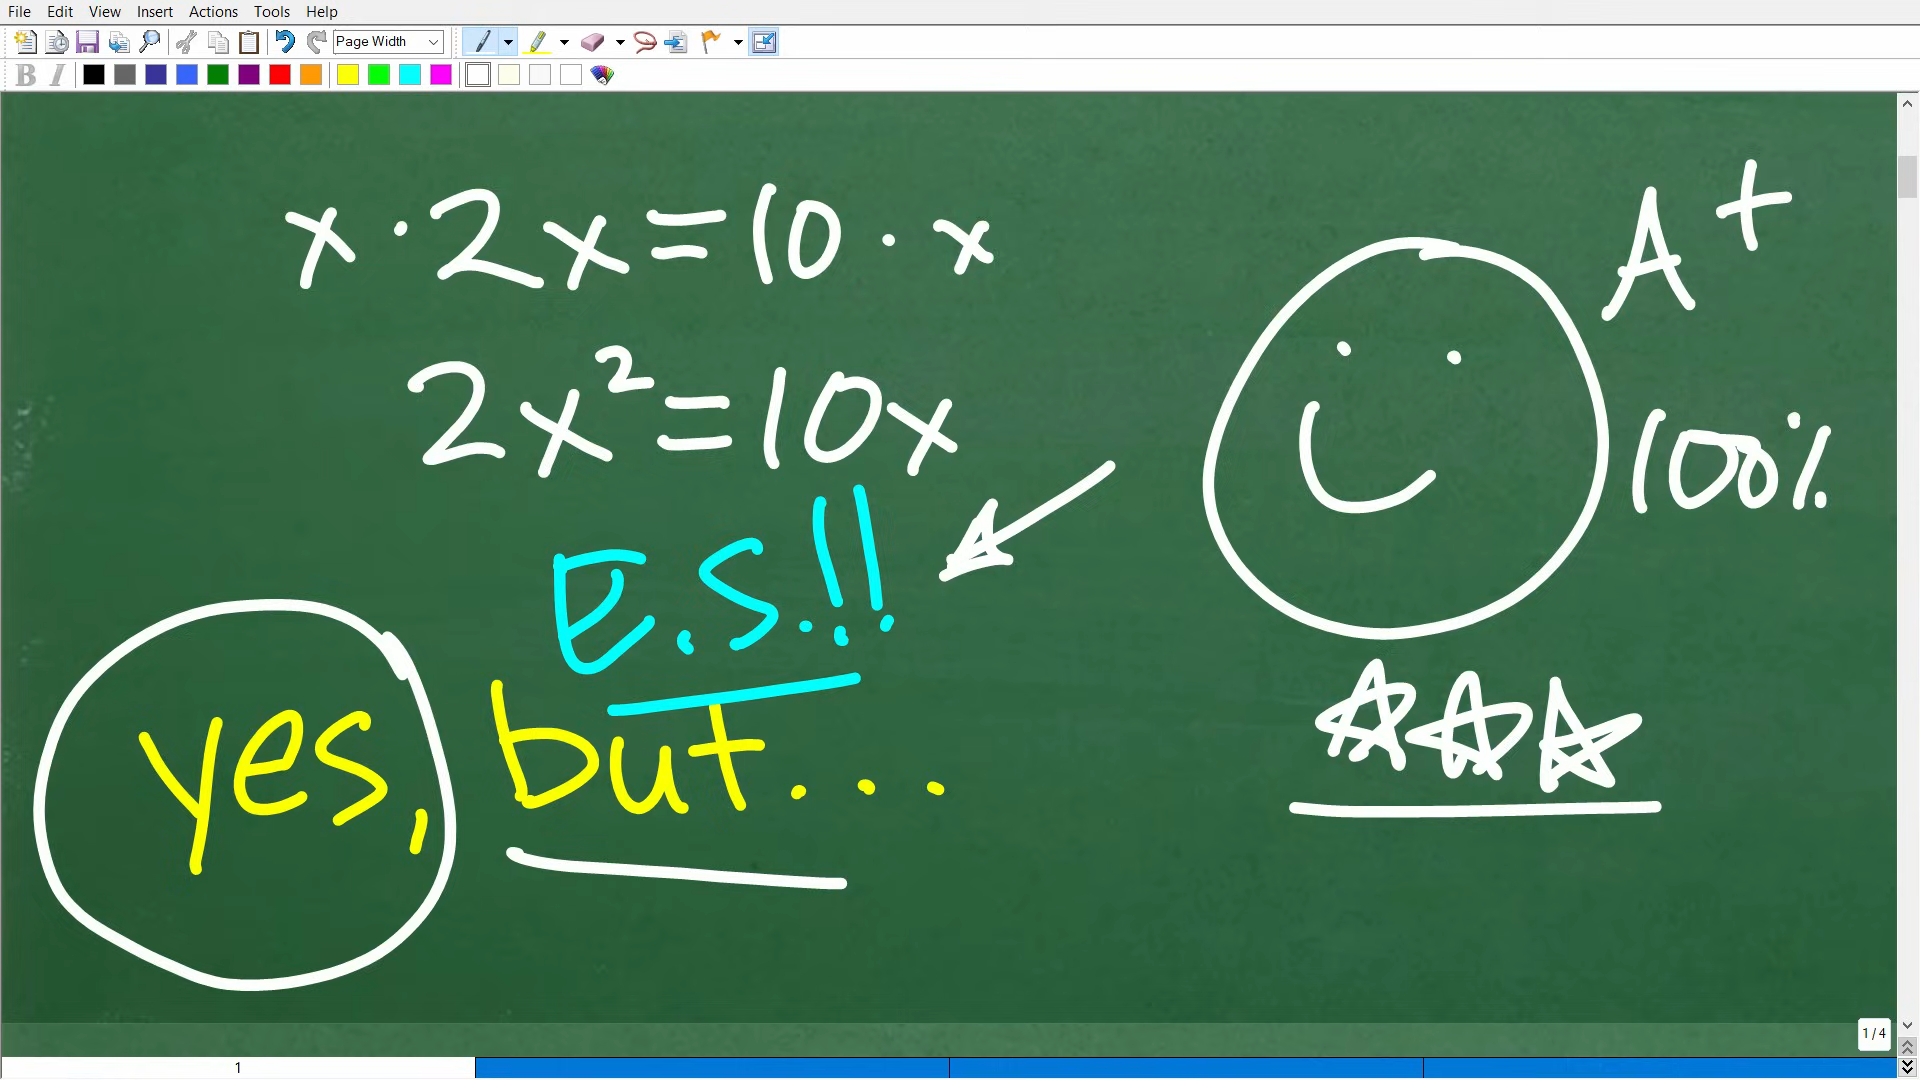 File Edit View Insert Actions Tools Help
Page Width
B I
x · 2x = 10 · x
2x² = 10x
E.S.!!
yes, but...
A+
100%
1 / 4
1